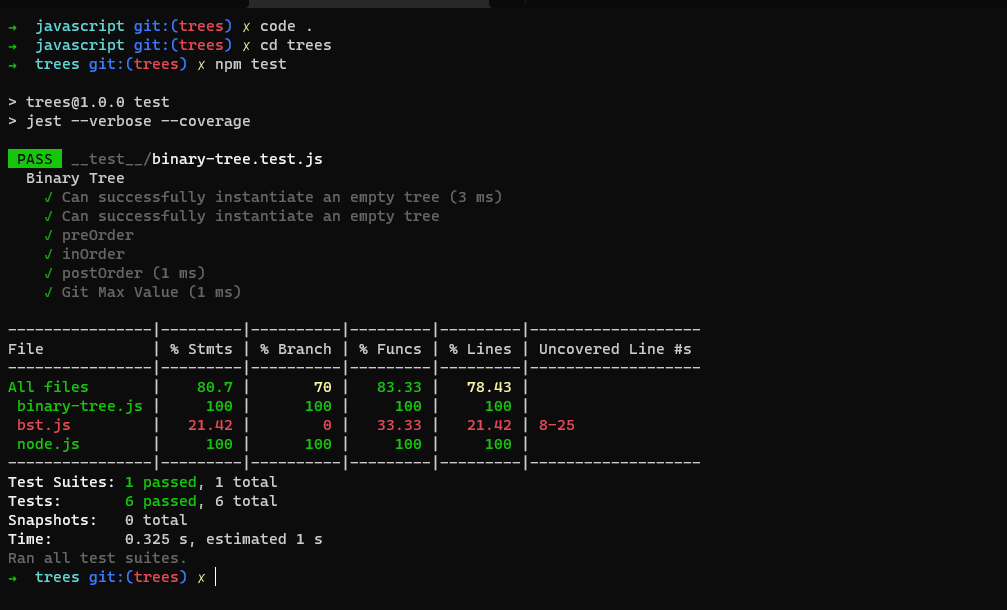 →  javascript git:(trees) ✗ code .
→  javascript git:(trees) ✗ cd trees
→  trees git:(trees) ✗ npm test
> trees@1.0.0 test
> jest --verbose --coverage
PASS  __test__/binary-tree.test.js
  Binary Tree
    √ Can successfully instantiate an empty tree (3 ms)
    √ Can successfully instantiate an empty tree
    √ preOrder
    √ inOrder
    √ postOrder (1 ms)
    √ Git Max Value (1 ms)
----------------|---------|----------|---------|---------|-------------------
File            | % Stmts | % Branch | % Funcs | % Lines | Uncovered Line #s
----------------|---------|----------|---------|---------|-------------------
All files       |    80.7 |       70 |   83.33 |   78.43 |
 binary-tree.js |     100 |      100 |     100 |     100 |
 bst.js         |   21.42 |        0 |   33.33 |   21.42 | 8-25
 node.js        |     100 |      100 |     100 |     100 |
----------------|---------|----------|---------|---------|-------------------
Test Suites: 1 passed, 1 total
Tests:       6 passed, 6 total
Snapshots:   0 total
Time:        0.325 s, estimated 1 s
Ran all test suites.
→  trees git:(trees) ✗